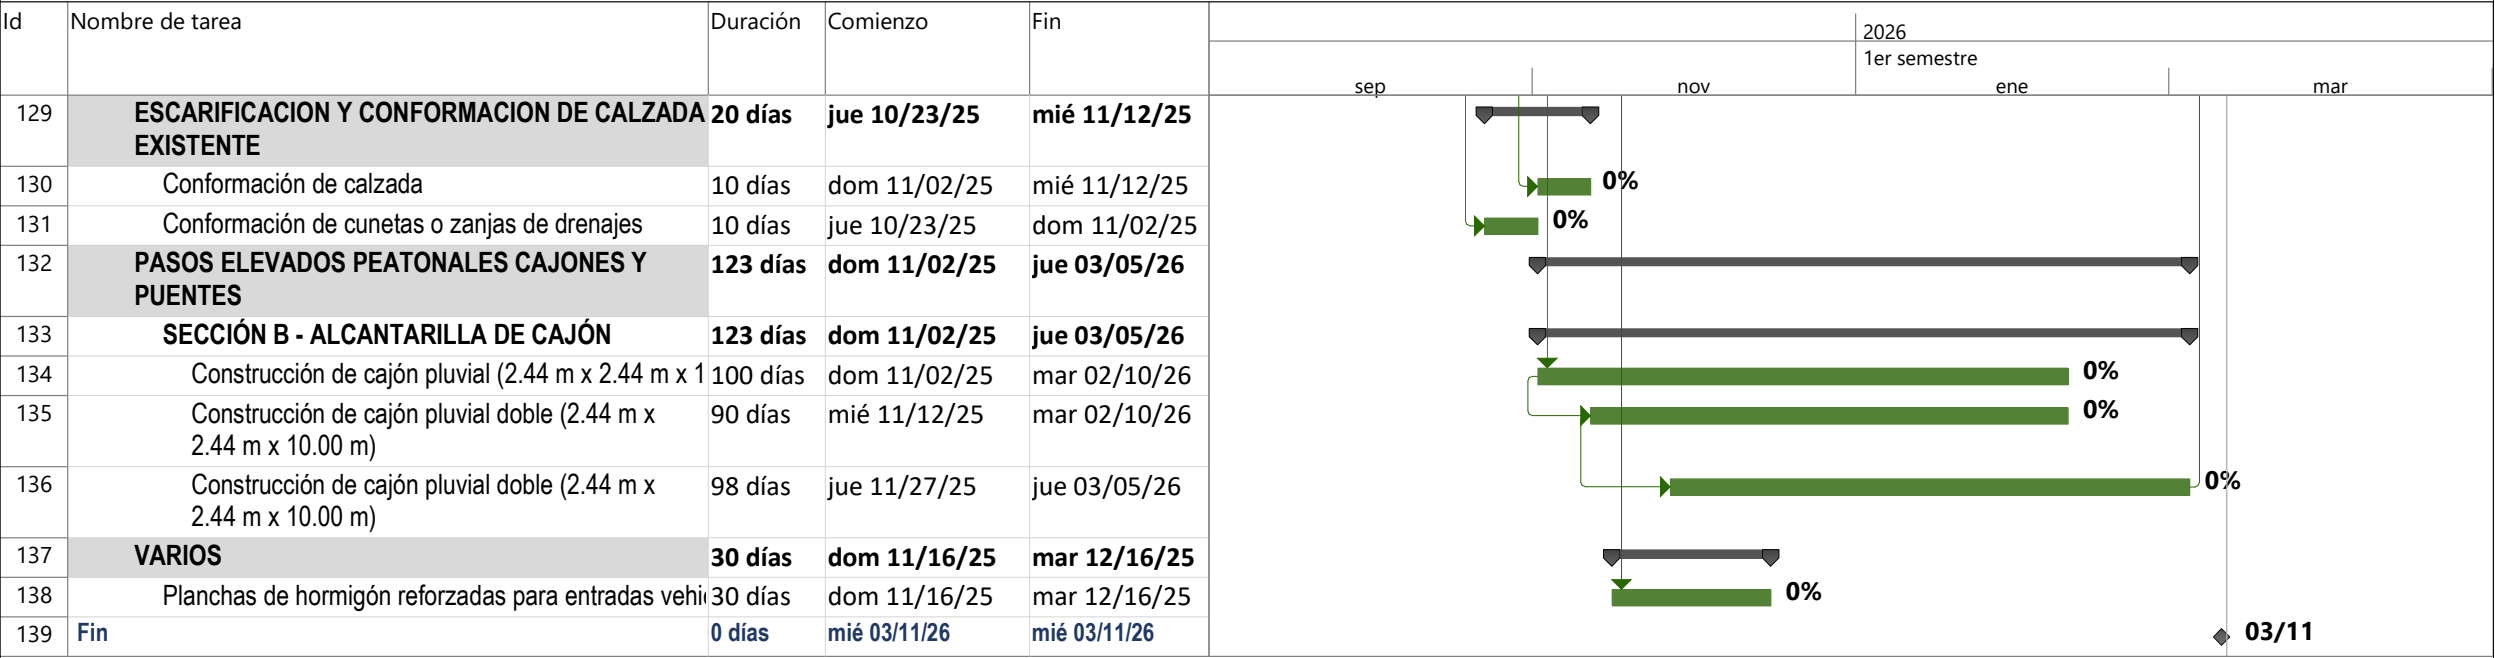 Id Nombre de tarea Duración Comienzo Fin
2026
1er semestre
sep nov ene mar
129 ESCARIFICACION Y CONFORMACION DE CALZADA 20 días jue 10/23/25 mié 11/12/25
EXISTENTE
130 Conformación de calzada 10 días dom 11/02/25 mié 11/12/25 0%
131 Conformación de cunetas o zanjas de drenajes 10 días jue 10/23/25 dom 11/02/25 0%
132 PASOS ELEVADOS PEATONALES CAJONES Y 123 días dom 11/02/25 jue 03/05/26
PUENTES
133 SECCIÓN B - ALCANTARILLA DE CAJÓN 123 días dom 11/02/25 jue 03/05/26
134 Construcción de cajón pluvial (2.44 m x 2.44 m x 1 100 días dom 11/02/25 mar 02/10/26 0%
135 Construcción de cajón pluvial doble (2.44 m x 90 días mié 11/12/25 mar 02/10/26 0%
2.44 m x 10.00 m)
136 Construcción de cajón pluvial doble (2.44 m x 98 días jue 11/27/25 jue 03/05/26 0%
2.44 m x 10.00 m)
137 VARIOS 30 días dom 11/16/25 mar 12/16/25
138 Planchas de hormigón reforzadas para entradas vehi 30 días dom 11/16/25 mar 12/16/25 0%
139 Fin 0 días mié 03/11/26 mié 03/11/26 03/11